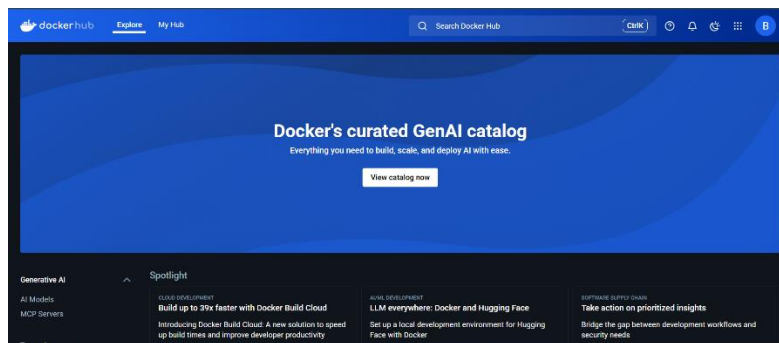 dockerhub
Explore
My Hub
Search Docker Hub
CtrlK
B
Docker's curated GenAI catalog
Everything you need to build, scale, and deploy AI with ease.
View catalog now
Generative AI
AI Models
MCP Servers
Spotlight
CLOUD DEVELOPMENT
Build up to 39x faster with Docker Build Cloud
Introducing Docker Build Cloud: A new solution to speed
up build times and improve developer productivity
AI/ML DEVELOPMENT
LLM everywhere: Docker and Hugging Face
Set up a local development environment for Hugging
Face with Docker
SOFTWARE SUPPLY CHAIN
Take action on prioritized insights
Bridge the gap between development workflows and
security needs